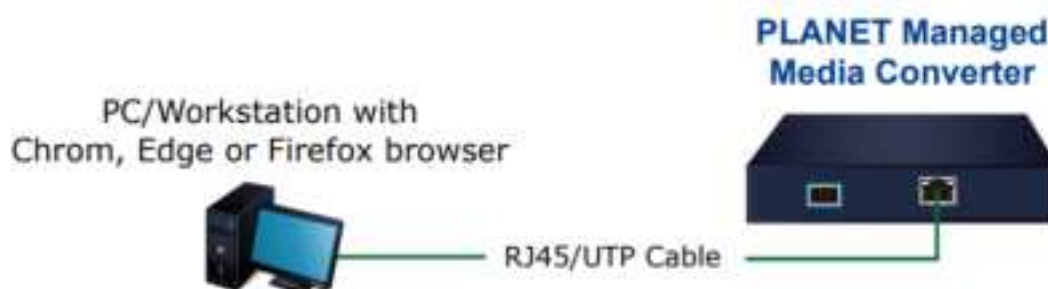 PLANET Managed
Media Converter
PC/Workstation with
Chrom, Edge or Firefox browser
RJ45/UTP Cable